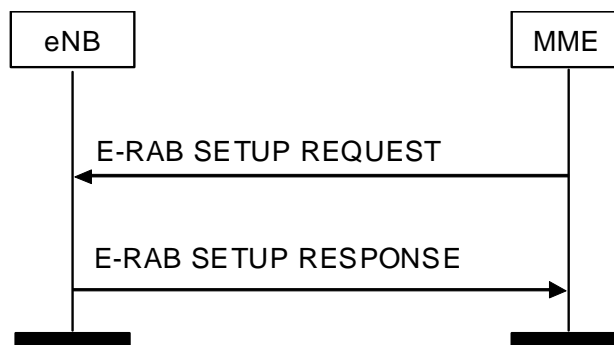 eNB
MME
E-RAB SETUP REQUEST
E-RAB SETUP RESPONSE